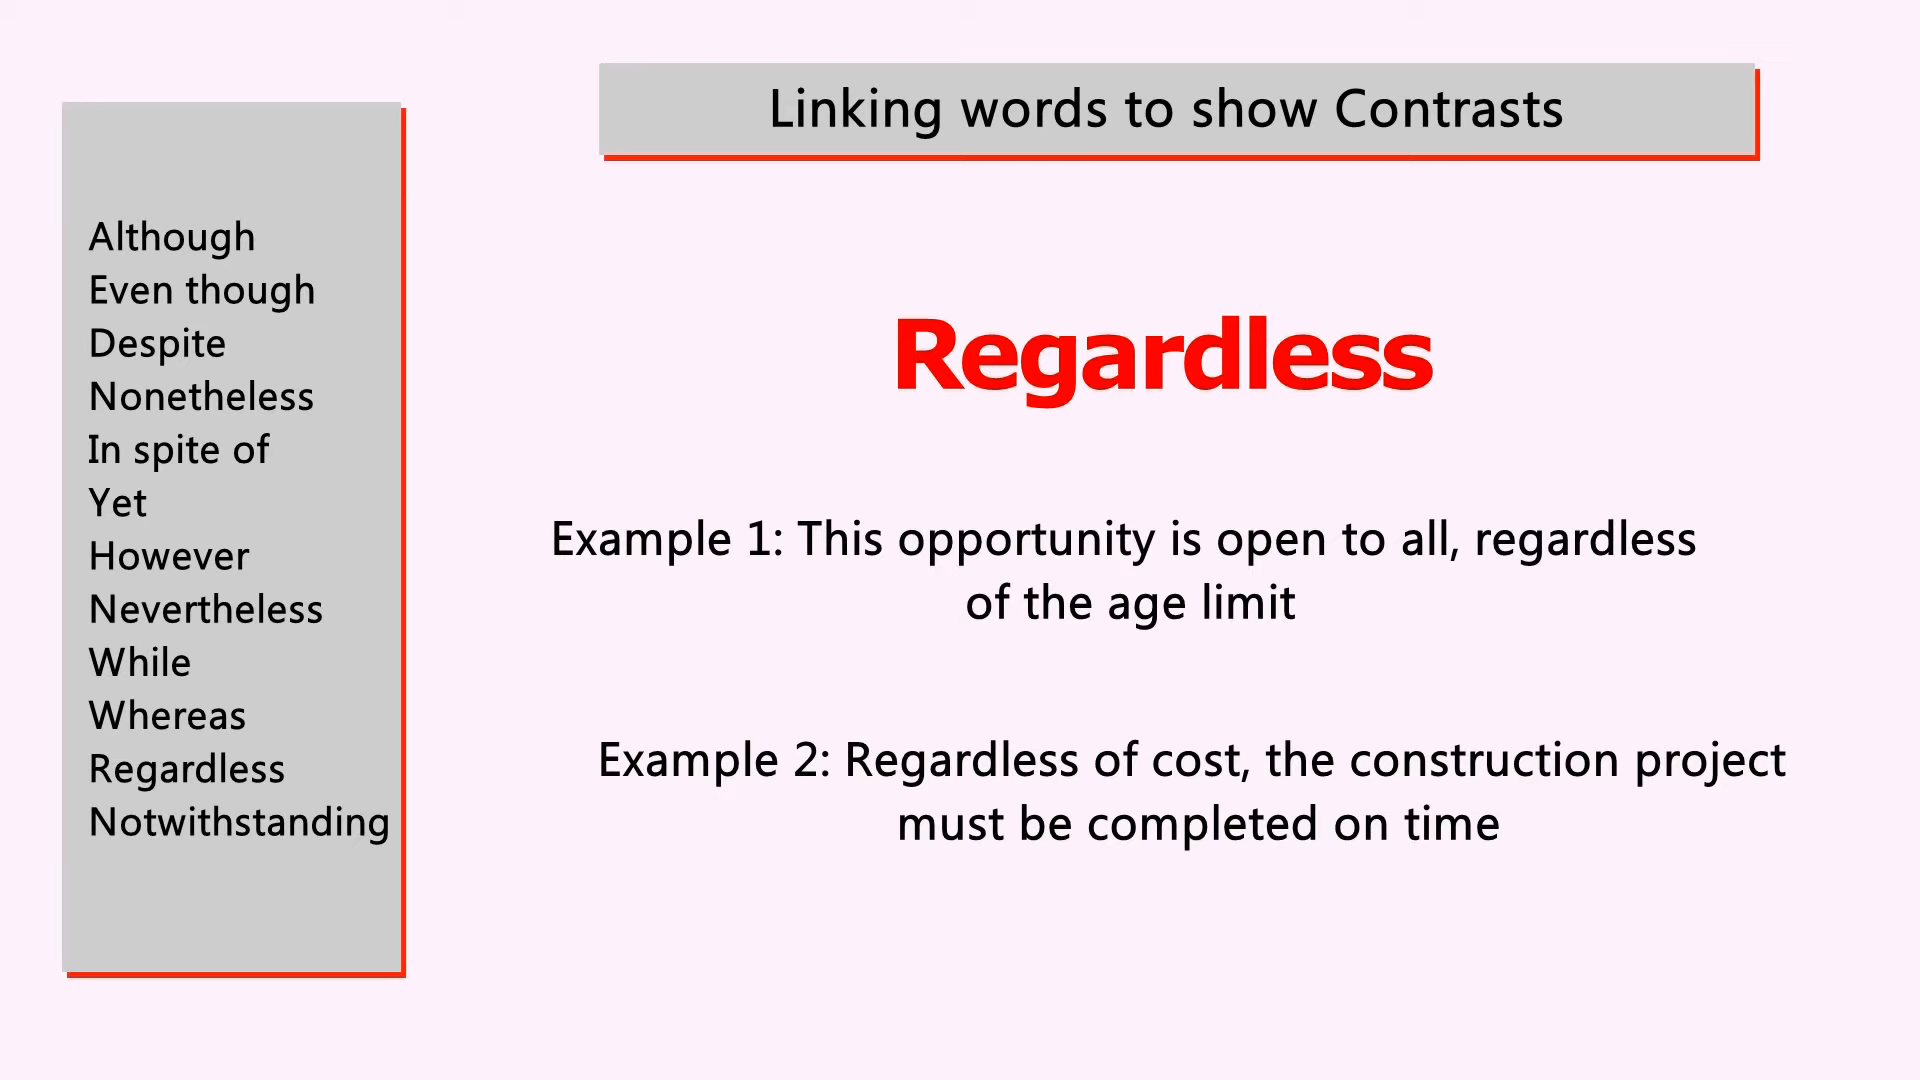 Linking words to show Contrasts
Although
Even though
Despite
Nonetheless
In spite of
Yet
However
Nevertheless
While
Whereas
Regardless
Notwithstanding
Regardless
Example 1: This opportunity is open to all, regardless
of the age limit
Example 2: Regardless of cost, the construction project
must be completed on time